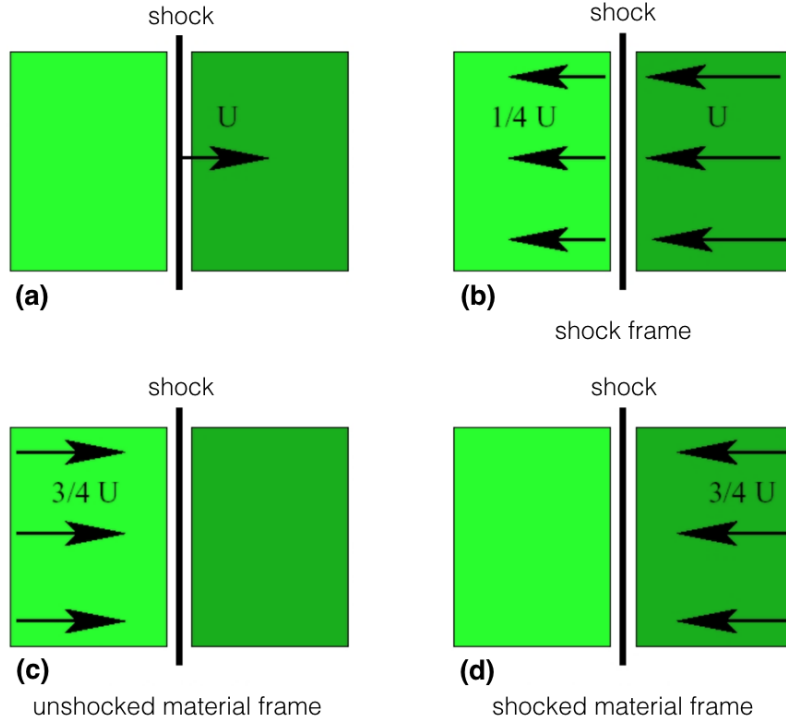 shock
U
(a)
shock
1/4 U
U
(b)
shock frame
shock
3/4 U
(c)
unshocked material frame
shock
3/4 U
(d)
shocked material frame